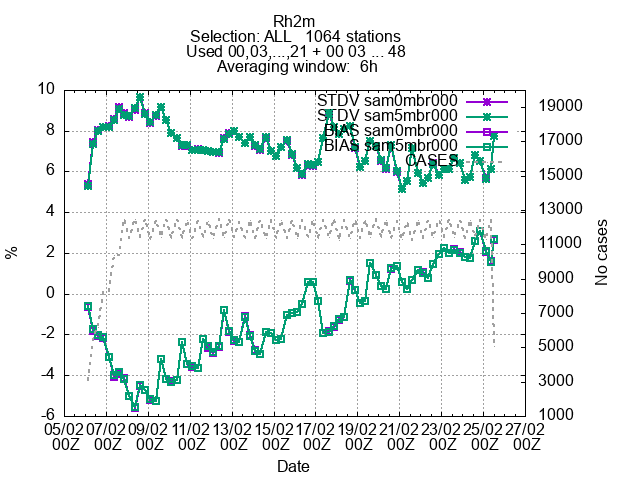 Rh2m
Selection: ALL   1064 stations
Used 00,03,...,21 + 00 03 ... 48
Averaging window:  6h
STDV sam0mbr000
STDV sam5mbr000
BIAS sam0mbr000
BIAS sam5mbr000
CASES
10
8
6
4
2
0
-2
-4
-6
%
19000
17000
15000
13000
11000
9000
7000
5000
3000
1000
No cases
05/02 07/02 09/02 11/02 13/02 15/02 17/02 19/02 21/02 23/02 25/02 27/02
00Z 00Z 00Z 00Z 00Z 00Z 00Z 00Z 00Z 00Z 00Z 00Z
Date